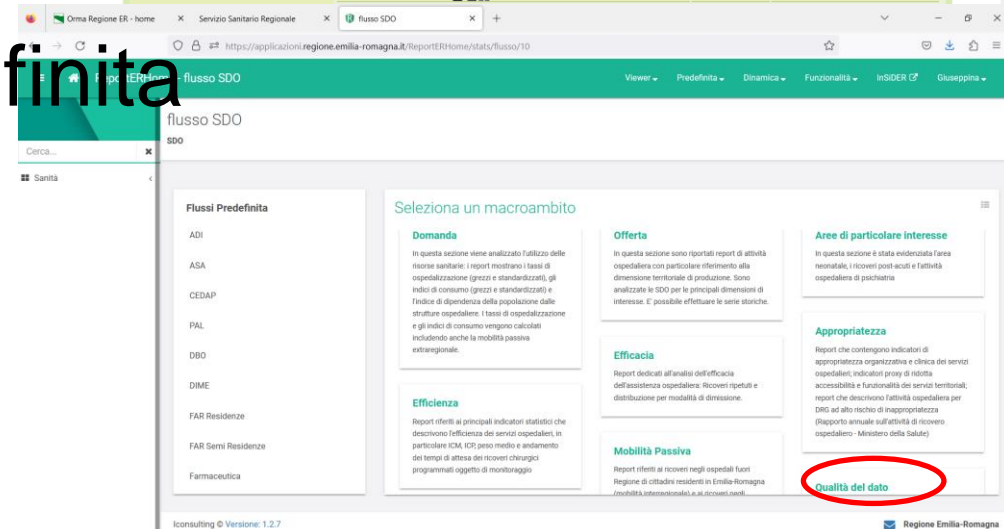 Orma Regione ER - home
Servizio Sanitario Regionale
flusso SDO
https://applicazioni.regione.emilia-romagna.it/ReportERHome/stats/flusso/10
finita
ReportERHome - flusso SDO
Viewer
Predefinita
Dinamica
Funzionalità
InSiDER
Giuseppina
flusso SDO
SDO
Cerca...
Sanità
Flussi Predefinita
ADI
ASA
CEDAP
PAL
DBO
DIME
FAR Residenze
FAR Semi Residenze
Farmaceutica
Seleziona un macroambito
Domanda
In questa sezione viene analizzato l'utilizzo delle
risorse sanitarie: i report mostrano i tassi di
ospedalizzazione (grezzi e standardizzati), gli
indici di consumo (grezzi e standardizzati) e
l'indice di dipendenza della popolazione dalle
strutture ospedaliere. I tassi di ospedalizzazione
e gli indici di consumo vengono calcolati
includendo anche la mobilità passiva
extraregionale.
Efficienza
Report riferiti ai principali indicatori statistici che
descrivono l'efficienza dei servizi ospedalieri, in
particolare ICM, ICP, peso medio e andamento
dei tempi di attesa dei ricoveri chirurgici
programmati oggetto di monitoraggio
Offerta
In questa sezione sono riportati report di attività
ospedaliera con particolare riferimento alla
dimensione territoriale di produzione. Sono
analizzate le SDO per le principali dimensioni di
interesse. E' possibile effettuare le serie storiche.
Efficacia
Report dedicati all'analisi dell'efficacia
dell'assistenza ospedaliera: Ricoveri ripetuti e
distribuzione per modalità di dimissione.
Mobilità Passiva
Report riferiti ai ricoveri negli ospedali fuori
Regione di cittadini residenti in Emilia-Romagna
(mobilità interregionale) e ai ricoveri negli
Aree di particolare interesse
In questa sezione è stata evidenziata l'area
neonatale, i ricoveri post-acuti e l'attività
ospedaliera di psichiatria
Appropriatezza
Report che contengono indicatori di
appropriatezza organizzativa e clinica dei servizi
ospedalieri; indicatori proxy di ridotta
accessibilità e funzionalità dei servizi territoriali;
report che descrivono l'attività ospedaliera per
DRG ad alto rischio di inappropriatezza
(Rapporto annuale sull'attività di ricovero
ospedaliero - Ministero della Salute)
Qualità del dato
Iconsulting © Versione: 1.2.7
Regione Emilia-Romagna